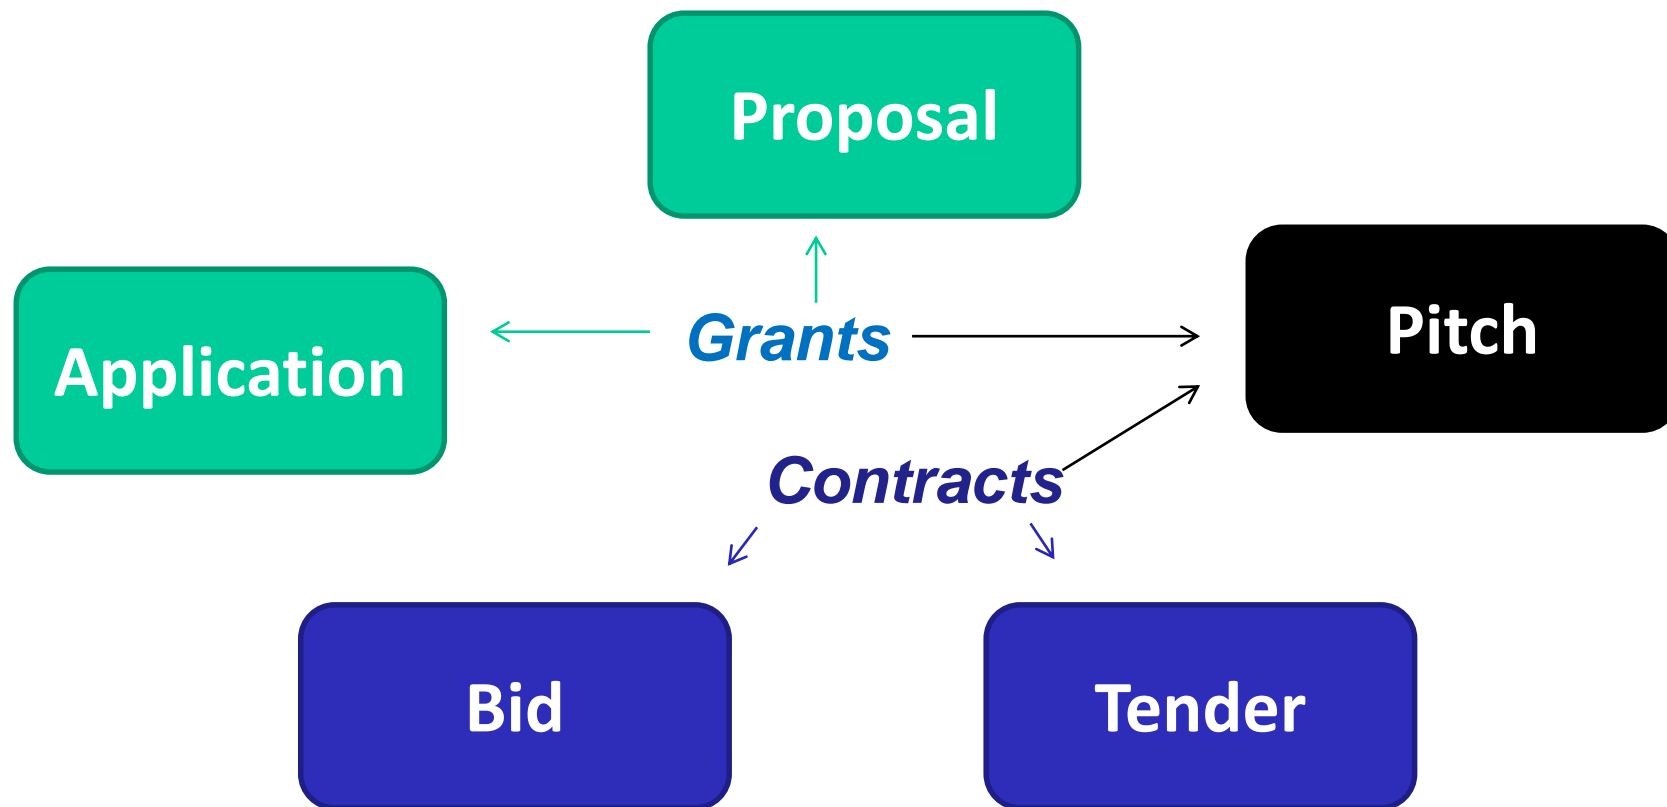 Proposal
Application
Grants
Pitch
Contracts
Bid
Tender